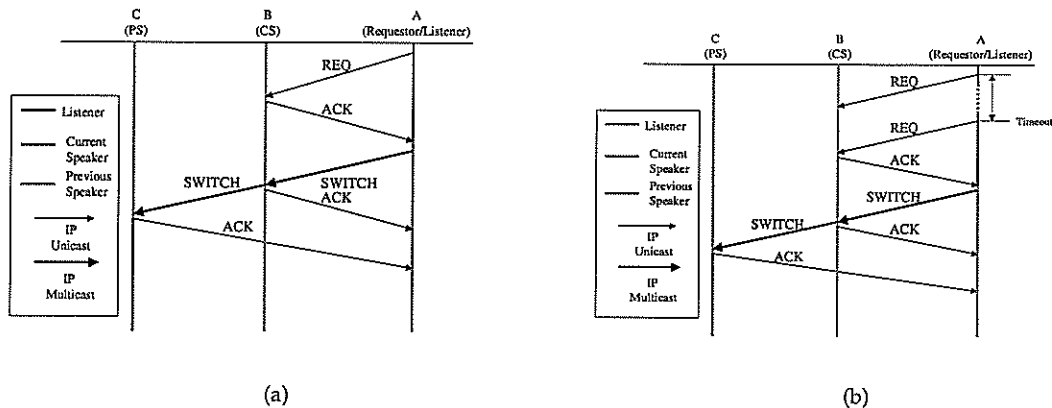 C
(PS)
B
(CS)
A
(Requestor/Listener)
REQ
ACK
SWITCH
SWITCH
ACK
ACK
Listener
Current
Speaker
Previous
Speaker
IP
Unicast
IP
Multicast
(a)
C
(PS)
B
(CS)
A
(Requestor/Listener)
REQ
Timeout
REQ
ACK
SWITCH
SWITCH
ACK
ACK
Listener
Current
Speaker
Previous
Speaker
IP
Unicast
IP
Multicast
(b)